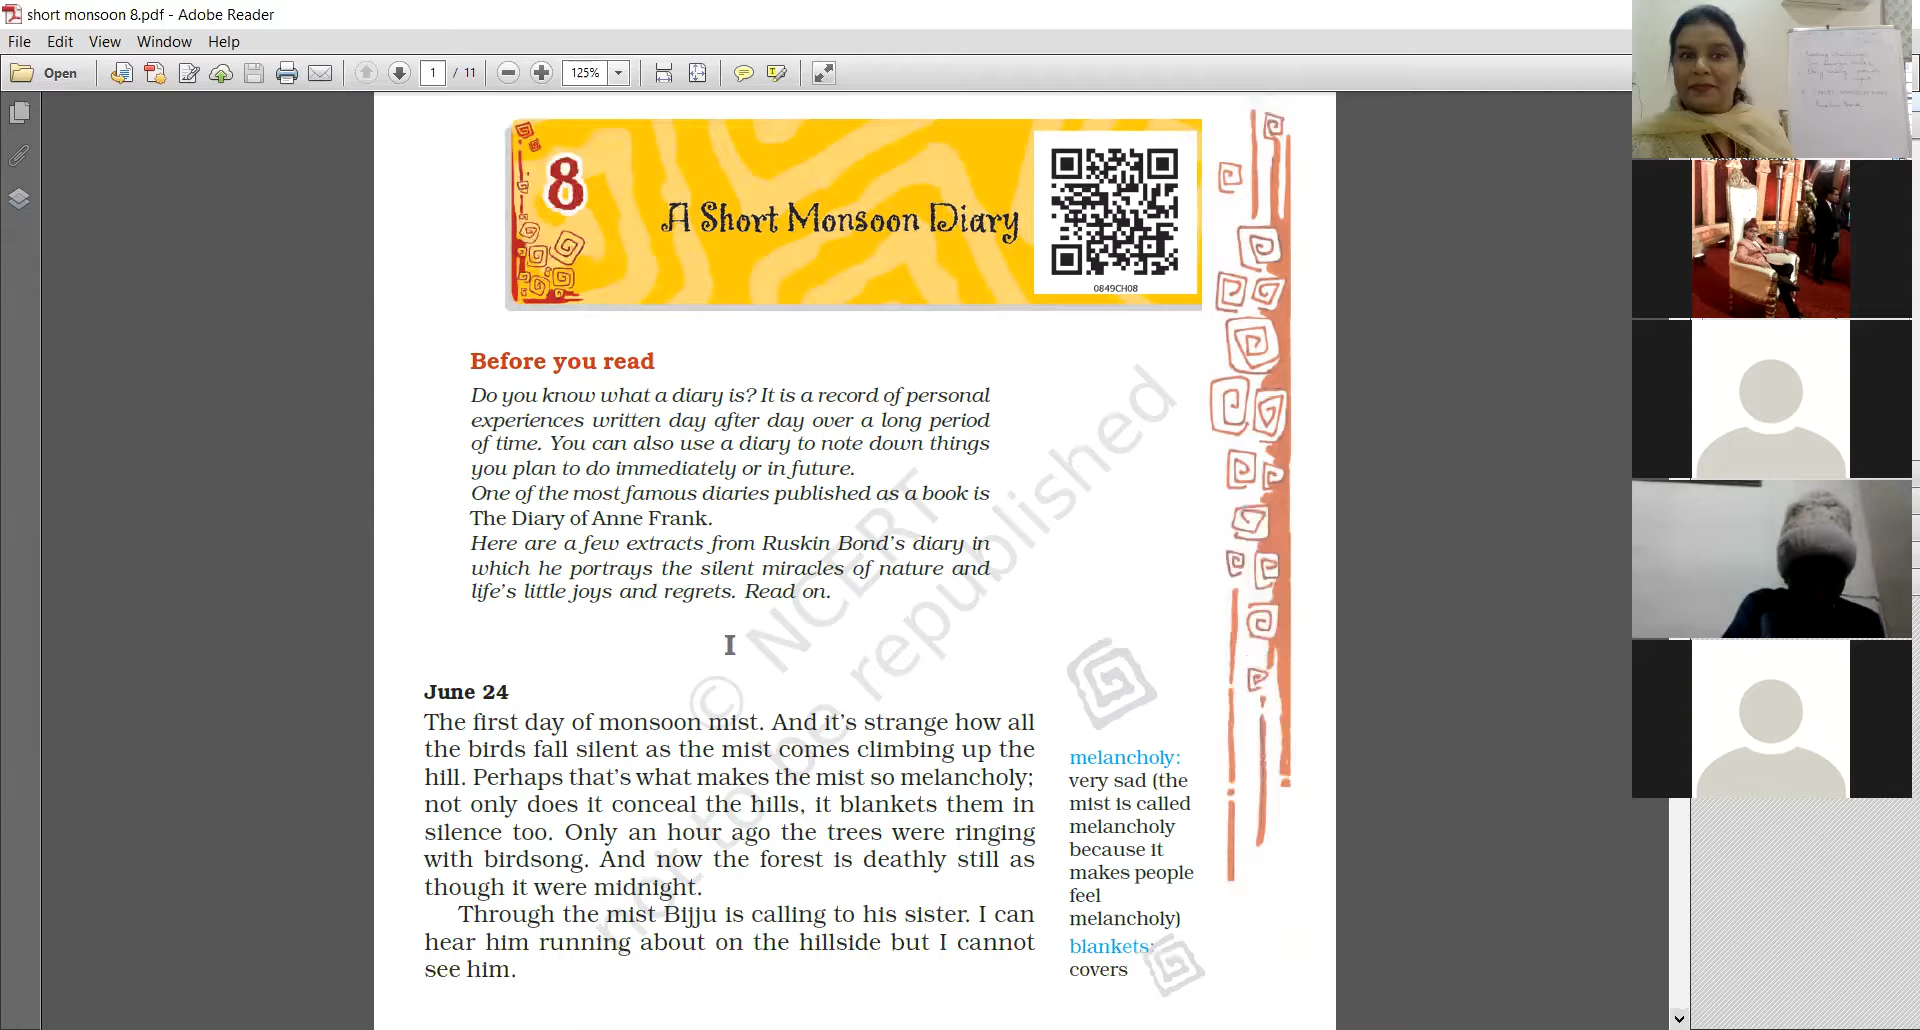 short monsoon 8.pdf - Adobe Reader
File Edit View Window Help
Open
1 / 11
125%
8
A Short Monsoon Diary
0849CH08
Before you read
Do you know what a diary is? It is a record of personal
experiences written day after day over a long period
of time. You can also use a diary to note down things
you plan to do immediately or in future.
One of the most famous diaries published as a book is
The Diary of Anne Frank.
Here are a few extracts from Ruskin Bond's diary in
which he portrays the silent miracles of nature and
life's little joys and regrets. Read on.
I
June 24
The first day of monsoon mist. And it's strange how all
the birds fall silent as the mist comes climbing up the
hill. Perhaps that's what makes the mist so melancholy;
not only does it conceal the hills, it blankets them in
silence too. Only an hour ago the trees were ringing
with birdsong. And now the forest is deathly still as
though it were midnight.
Through the mist Bijju is calling to his sister. I can
hear him running about on the hillside but I cannot
see him.
melancholy:
very sad (the
mist is called
melancholy
because it
makes people
feel
melancholy)
blankets:
covers
© NCERT
not to be republished